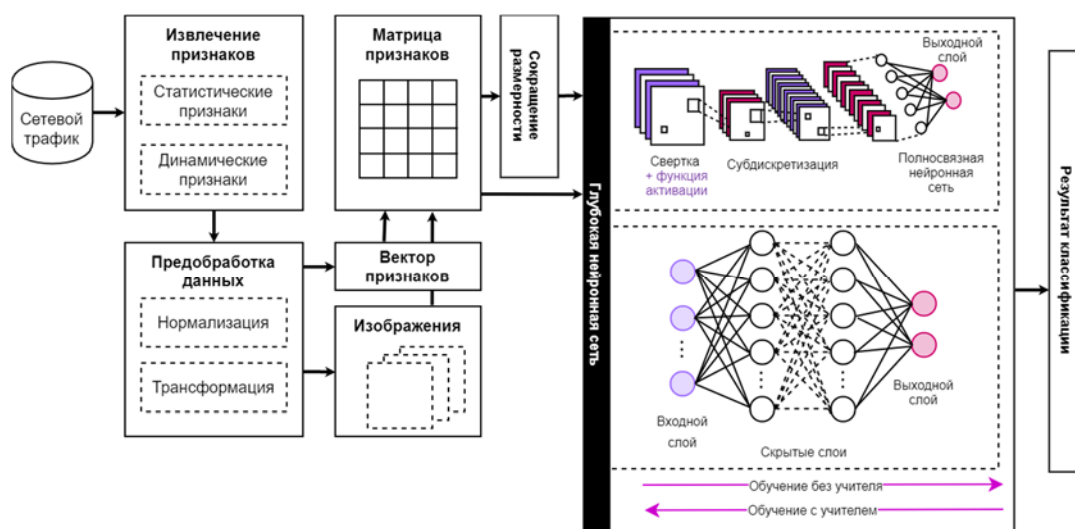 Сетевой
трафик
Извлечение
признаков
Статистические
признаки
Динамические
признаки
Предобработка
данных
Нормализация
Трансформация
Матрица
признаков
Вектор
признаков
Изображения
Сокращение
размерности
Глубокая нейронная сеть
Свертка
+ функция
активации
Субдискретизация
Выходной
слой
Полносвязная
нейронная
сеть
Входной
слой
Скрытые слои
Выходной
слой
Обучение без учителя
Обучение с учителем
Результат классификации